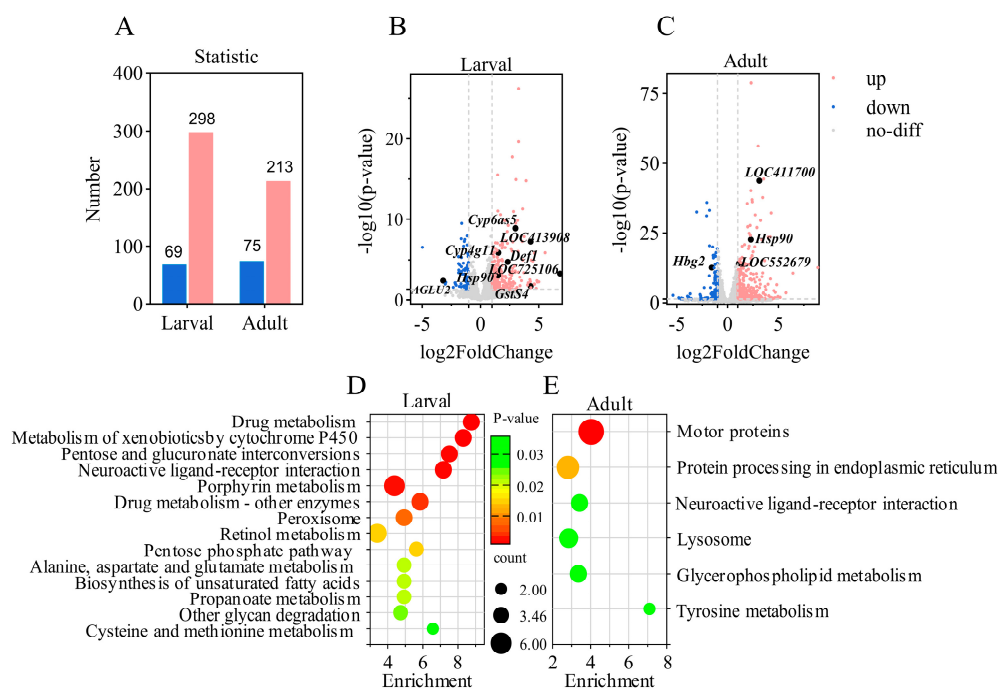 A
Statistic
Number
400
300
200
100
0
69
298
75
213
Larval
Adult
B
Larval
-log10(p-value)
20
10
0
Cyp6as5
LOC413908
Cyp4g11
Def1
LOC725106
Hsp90
AGLU2
GstS4
-5
0
5
log2FoldChange
C
Adult
-log10(p-value)
75
50
25
0
LOC411700
Hsp90
Hbg2
LOC552679
-5
0
5
log2FoldChange
up
down
no-diff
D
Larval
Drug metabolism
Metabolism of xenobioticsby cytochrome P450
Pentose and glucuronate interconversions
Neuroactive ligand-receptor interaction
Porphyrin metabolism
Drug metabolism - other enzymes
Peroxisome
Retinol metabolism
Pentose phosphate pathway
Alanine, aspartate and glutamate metabolism
Biosynthesis of unsaturated fatty acids
Propanoate metabolism
Other glycan degradation
Cysteine and methionine metabolism
4
6
8
Enrichment
P-value
0.03
0.02
0.01
count
2.00
3.46
6.00
E
Adult
Motor proteins
Protein processing in endoplasmic reticulum
Neuroactive ligand-receptor interaction
Lysosome
Glycerophospholipid metabolism
Tyrosine metabolism
2
4
6
8
Enrichment